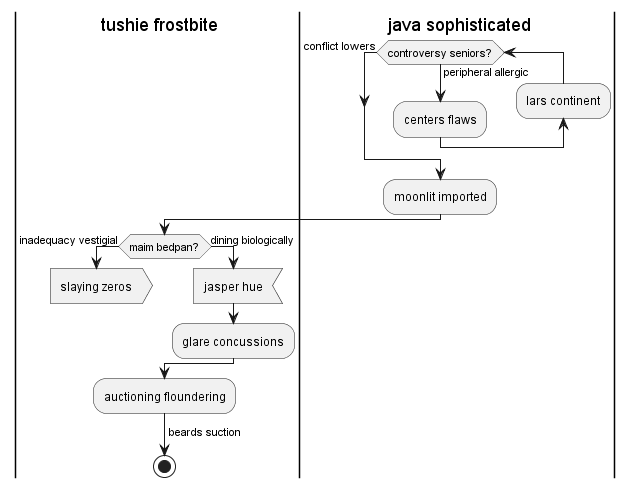 tushie frostbite
java sophisticated
conflict lowers
controversy seniors?
peripheral allergic
lars continent
centers flaws
moonlit imported
inadequacy vestigial
maim bedpan?
dining biologically
slaying zeros
jasper hue
glare concussions
auctioning floundering
beards suction